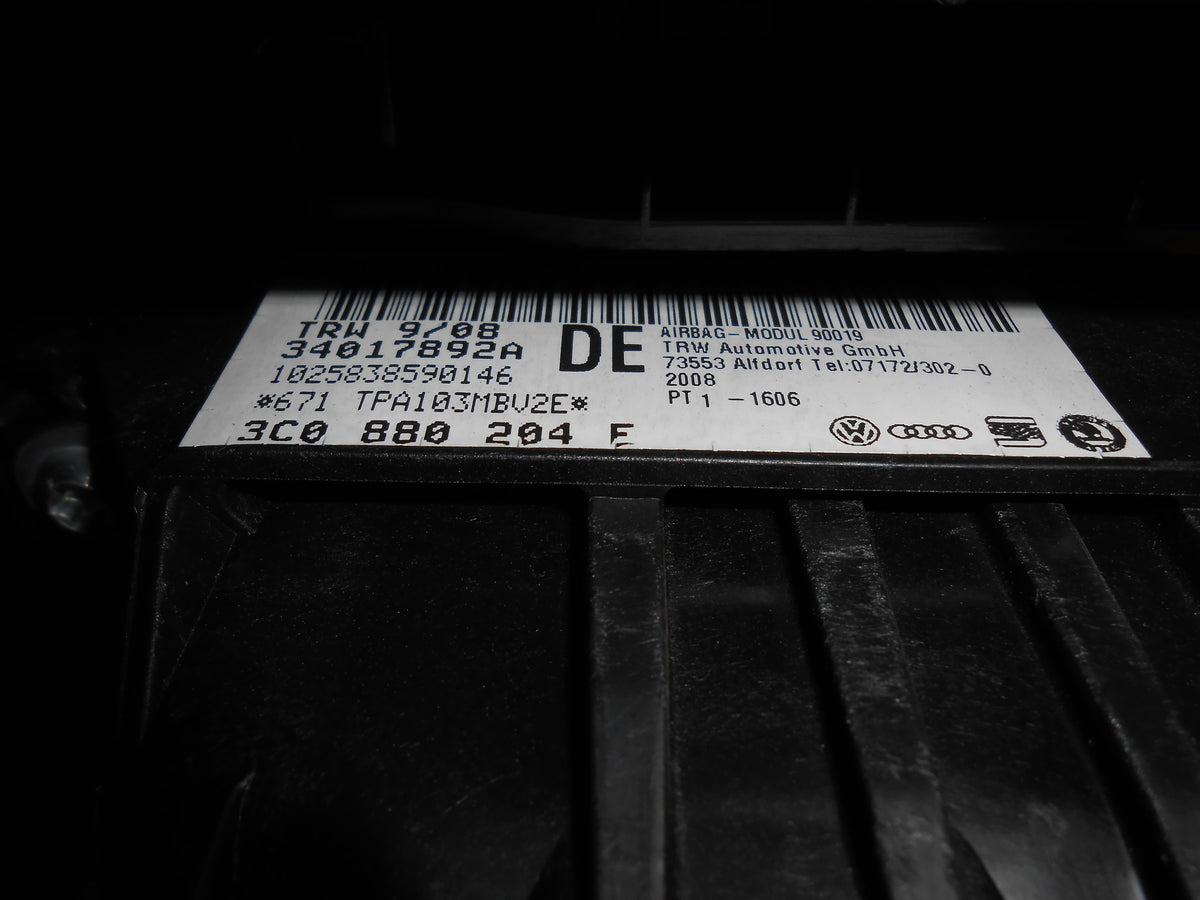 TRW 9/08
34017892A
1025838590146
*671 TPA103MBV2E*
3C0 880 204
DE
AIRBAG-MODUL 90019
TRW Automotive GmbH
73553 Alfdorf Tel:07172/302-0
2008
PT 1 -1606